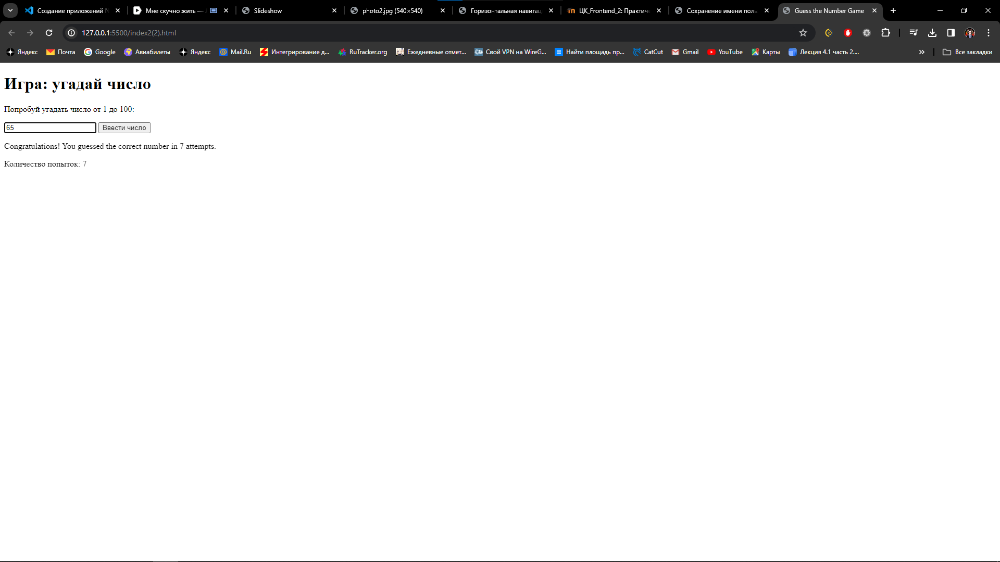 Создание приложений
Мне скучно жить —
Slideshow
photo2.jpg (540×540)
Горизонтальная навигац
ЦК_Frontend_2: Практиче
Сохранение имени поль
Guess the Number Game
127.0.0.1:5500/index2(2).html
Яндекс
Почта
Google
Авиабилеты
Яндекс
Mail.Ru
Интегрирование д...
RuTracker.org
Ежедневные отмет...
Свой VPN на WireG...
Найти площадь пр...
CatCut
Gmail
YouTube
Карты
Лекция 4.1 часть 2....
Все закладки
Игра: угадай число
Попробуй угадать число от 1 до 100:
65
Ввести число
Congratulations! You guessed the correct number in 7 attempts.
Количество попыток: 7